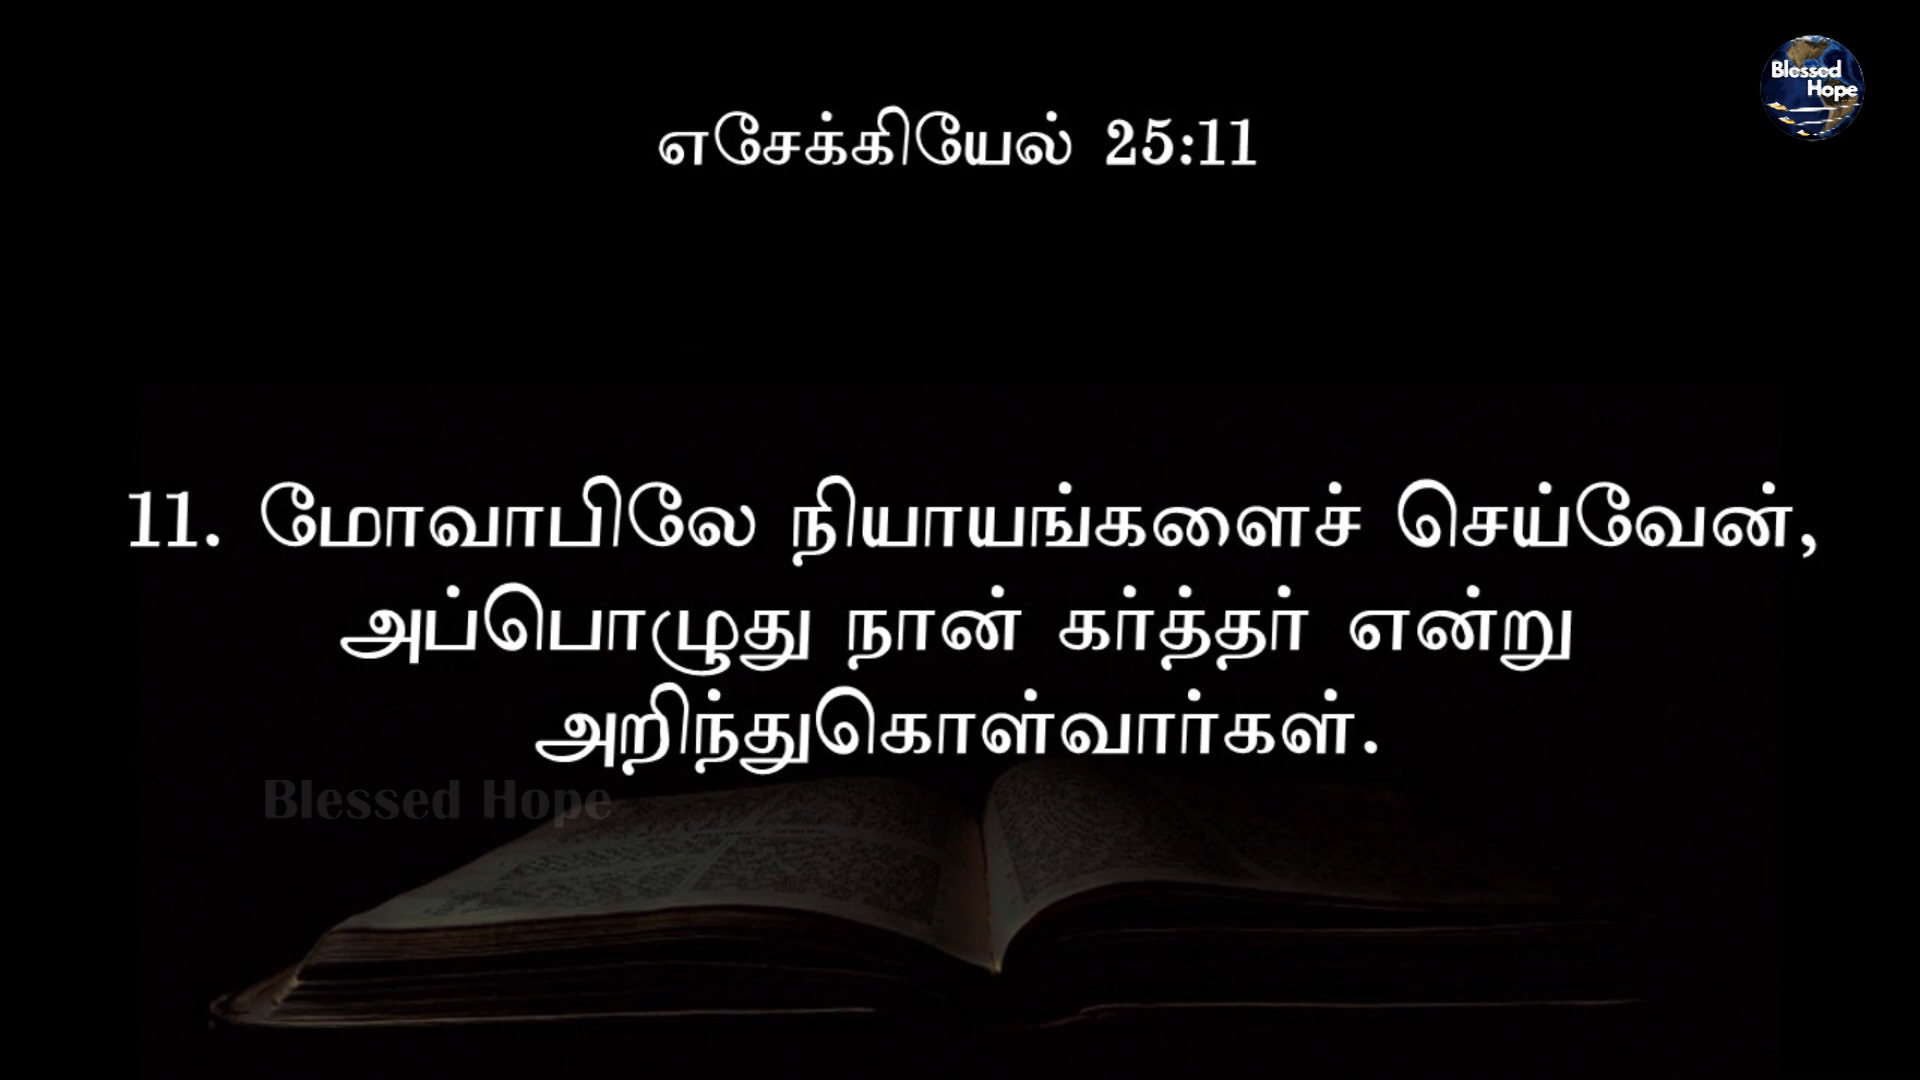 Blessed
Hope
எசேக்கியேல் 25:11
11. மோவாபிலே நியாயங்களைச் செய்வேன்,
அப்பொழுது நான் கர்த்தர் என்று
அறிந்துகொள்வார்கள்.
Blessed Hope